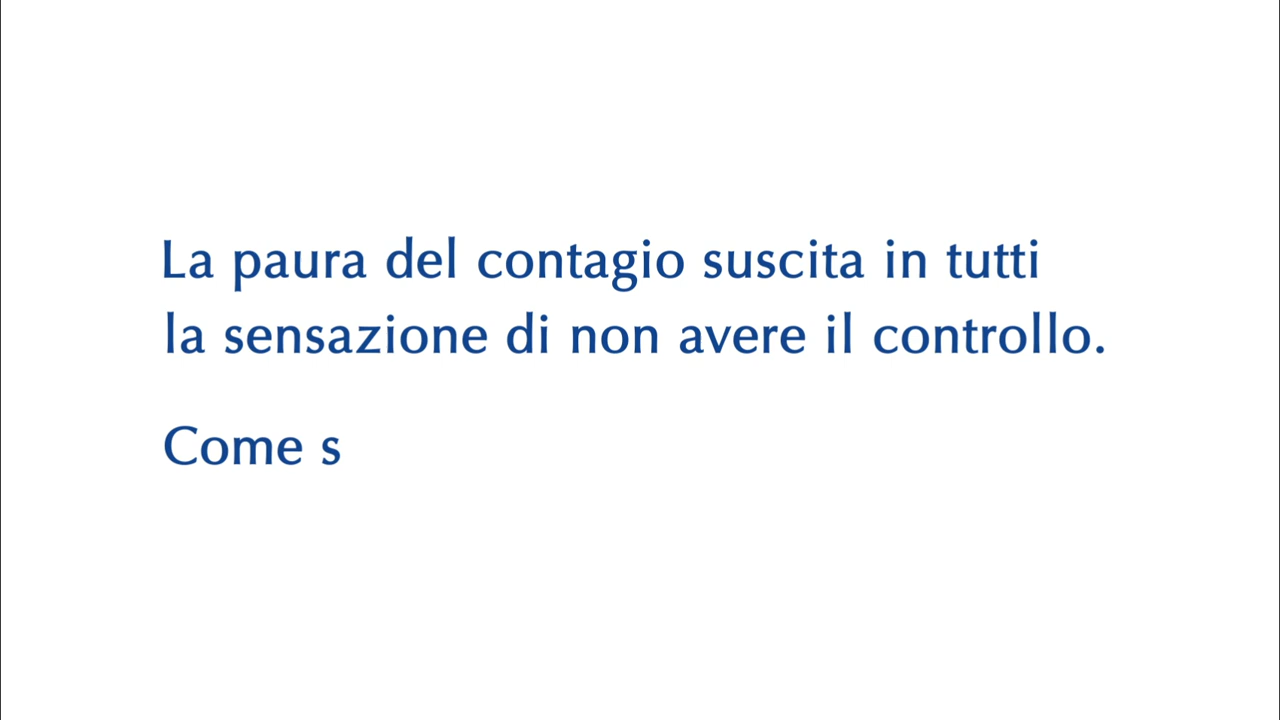 La paura del contagio suscita in tutti
la sensazione di non avere il controllo.
Come s